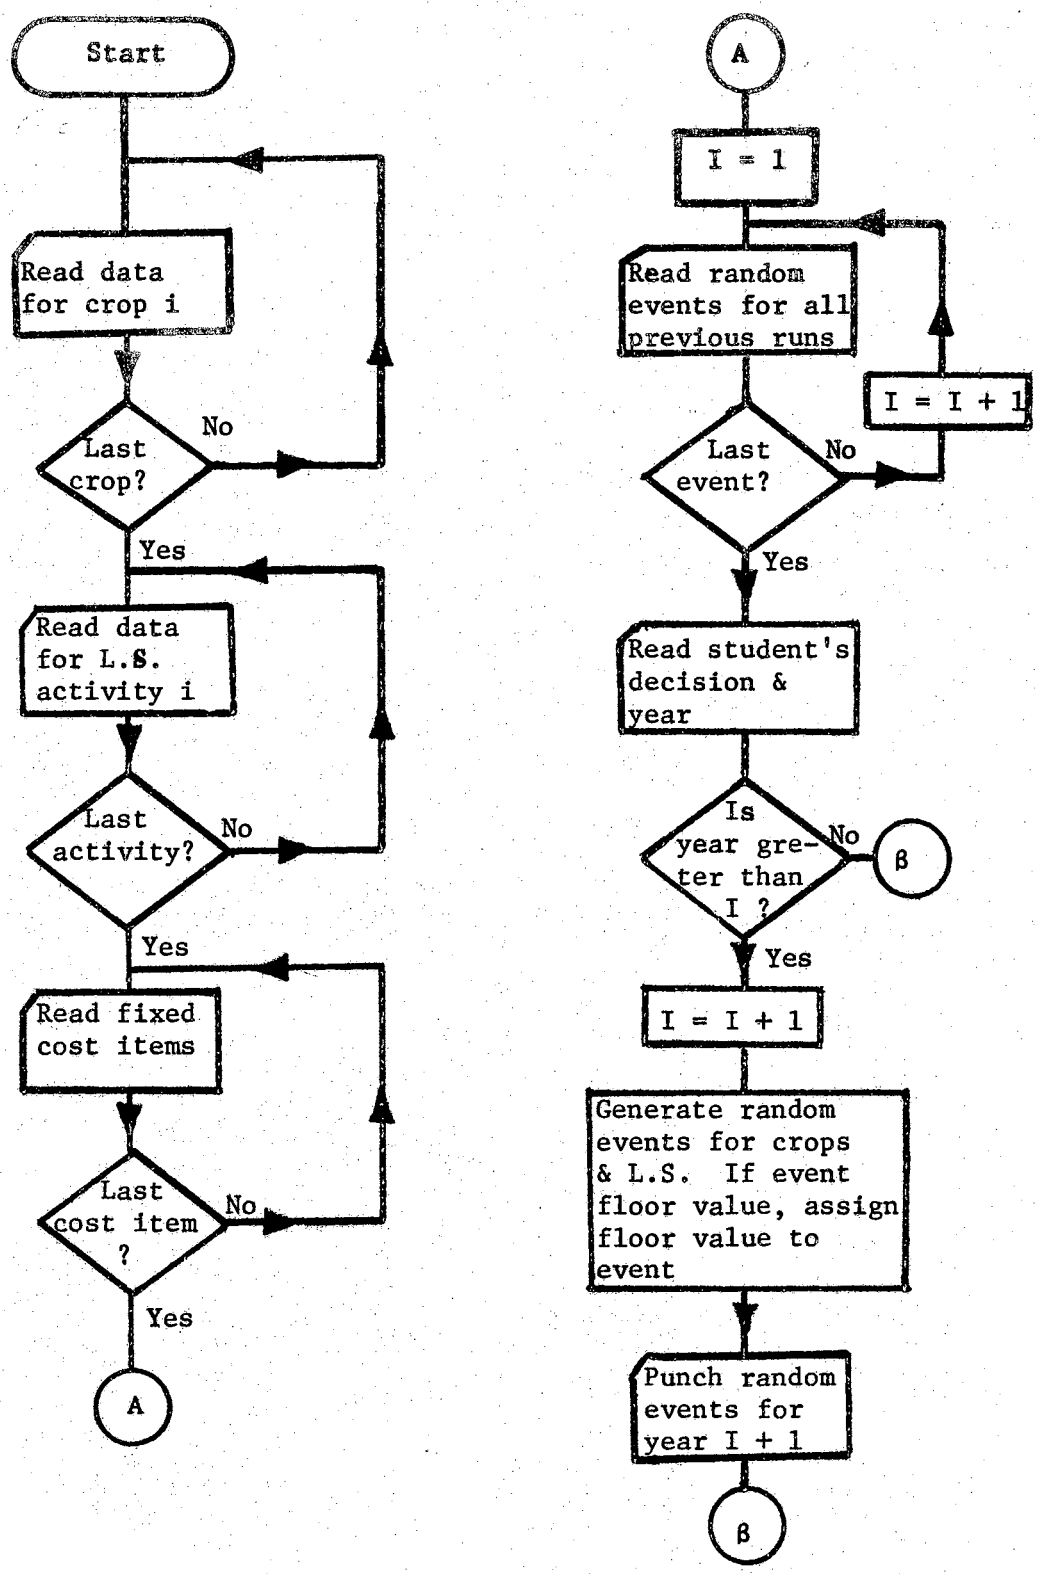 Start
Read data
for crop i
Last
crop?
No
Yes
Read data
for L.S.
activity i
Last
activity?
No
Yes
Read fixed
cost items
Last
cost item
?
No
Yes
A
A
I = 1
Read random
events for all
previous runs
I = I + 1
Last
event?
No
Yes
Read student's
decision &
year
Is
year gre-
ter than
I ?
No
β
Yes
I = I + 1
Generate random
events for crops
& L.S. If event
floor value, assign
floor value to
event
Punch random
events for
year I + 1
β